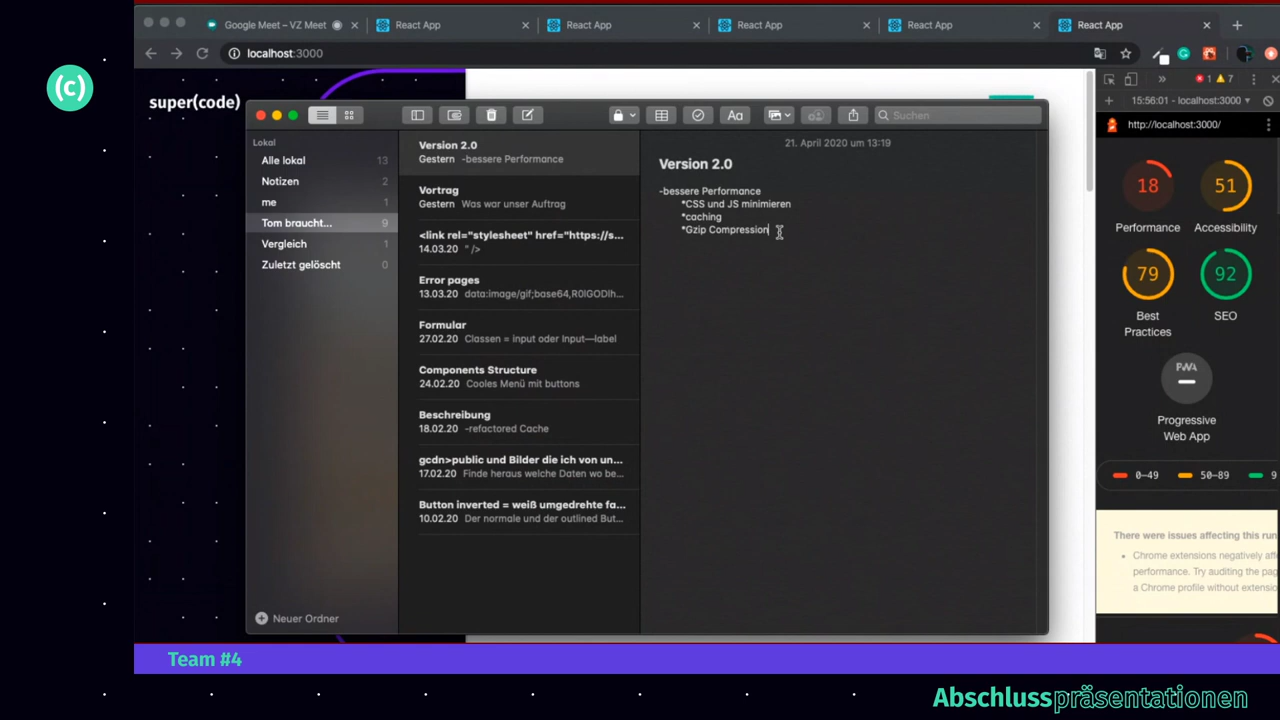 Google Meet – VZ Meet
React App
React App
React App
React App
React App
localhost:3000
(c)
super(code)
Suchen
1
7
15:56:01 - localhost:3000
http://localhost:3000/
Lokal
Alle lokal 13
Notizen 2
me 1
Tom braucht... 9
Vergleich 1
Zuletzt gelöscht 0
Neuer Ordner
Version 2.0
Gestern -bessere Performance
Vortrag
Gestern Was war unser Auftrag
<link rel="stylesheet" href="https://s...
14.03.20 " />
Error pages
13.03.20 data:image/gif;base64,R0lGODlh...
Formular
27.02.20 Classen = input oder Input—label
Components Structure
24.02.20 Cooles Menü mit buttons
Beschreibung
18.02.20 -refactored Cache
gcdn>public und Bilder die ich von un...
17.02.20 Finde heraus welche Daten wo be...
Button inverted = weiß umgedrehte fa...
10.02.20 Der normale und der outlined But...
21. April 2020 um 13:19
Version 2.0
-bessere Performance
*CSS und JS minimieren
*caching
*Gzip Compression
18
51
Performance
Accessibility
79
92
Best
Practices
SEO
PWA
Progressive
Web App
0–49
50–89
9
There were issues affecting this run
Chrome extensions negatively aff
performance. Try auditing the pag
a Chrome profile without extensio
Team #4
Abschlusspräsentationen